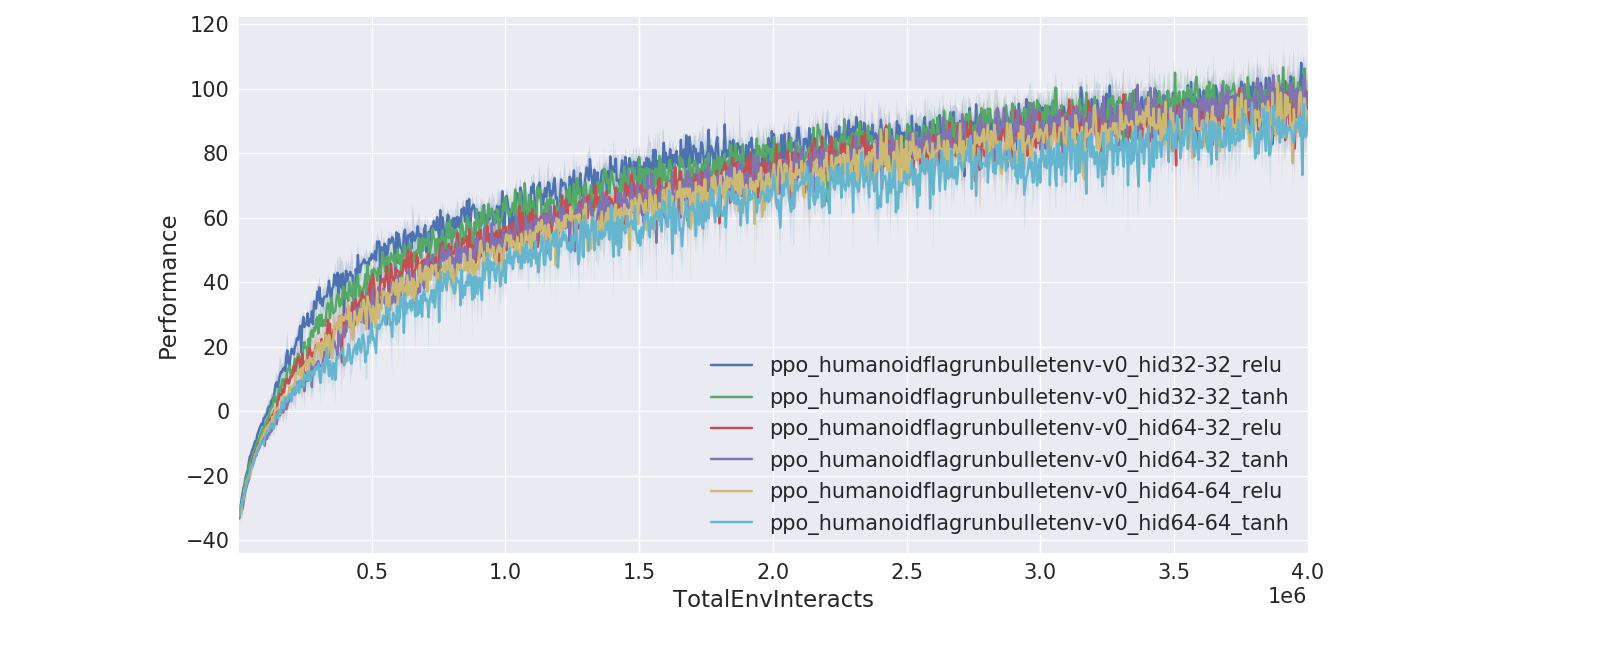 120
100
80
60
40
20
0
−20
−40
Performance
ppo_humanoidflagrunbulletenv-v0_hid32-32_relu
ppo_humanoidflagrunbulletenv-v0_hid32-32_tanh
ppo_humanoidflagrunbulletenv-v0_hid64-32_relu
ppo_humanoidflagrunbulletenv-v0_hid64-32_tanh
ppo_humanoidflagrunbulletenv-v0_hid64-64_relu
ppo_humanoidflagrunbulletenv-v0_hid64-64_tanh
0.5 1.0 1.5 2.0 2.5 3.0 3.5 4.0
1e6
TotalEnvInteracts